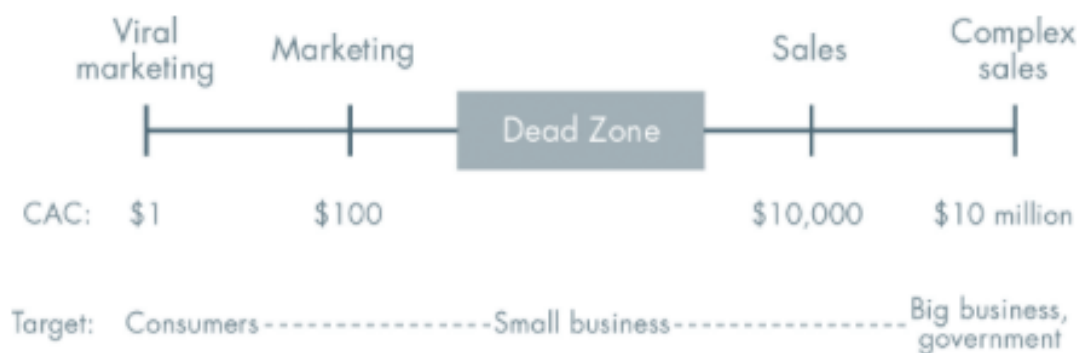 Viral
marketing
Marketing
Sales
Complex
sales
Dead Zone
CAC: $1 $100 $10,000 $10 million
Target: Consumers Small business Big business,
government